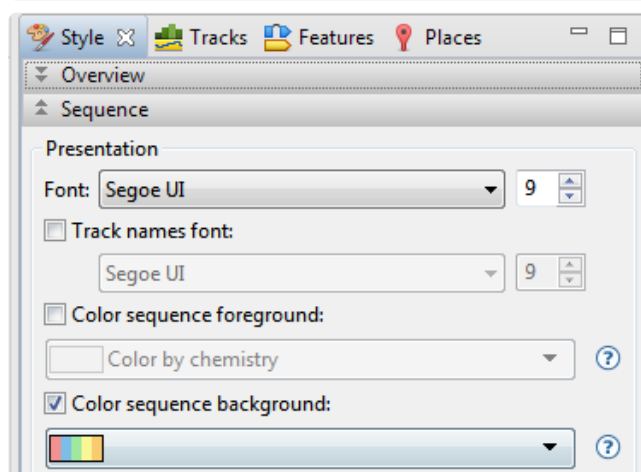 Style Tracks Features Places
Overview
Sequence
Presentation
Font: Segoe UI 9
Track names font:
Segoe UI 9
Color sequence foreground:
Color by chemistry ?
Color sequence background:
?